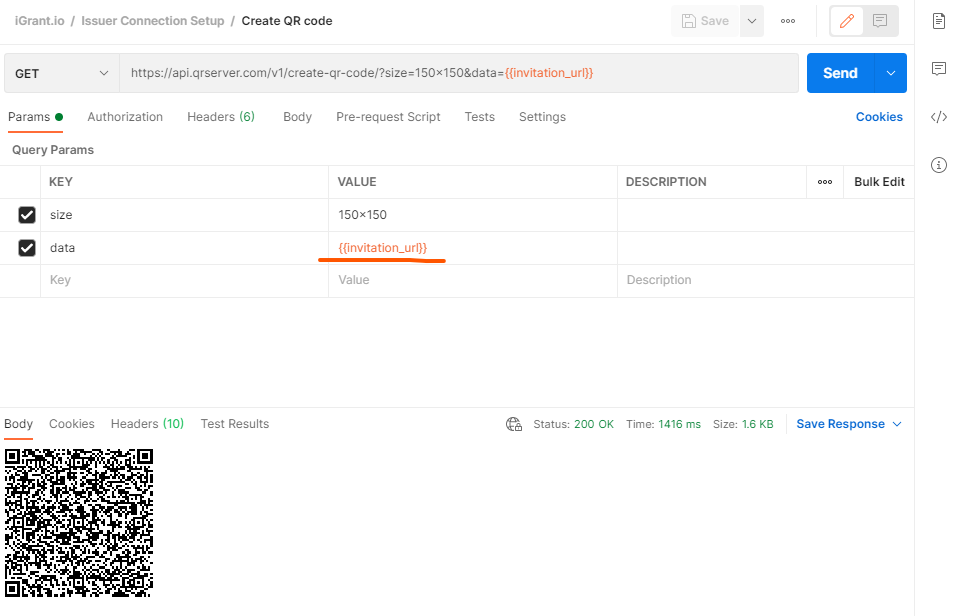 iGrant.io / Issuer Connection Setup / Create QR code
Save
GET https://api.qrserver.com/v1/create-qr-code/?size=150×150&data={{invitation_url}} Send
Params Authorization Headers (6) Body Pre-request Script Tests Settings Cookies
Query Params
KEY VALUE DESCRIPTION Bulk Edit
size 150×150
data {{invitation_url}}
Key Value Description
Body Cookies Headers (10) Test Results Status: 200 OK Time: 1416 ms Size: 1.6 KB Save Response